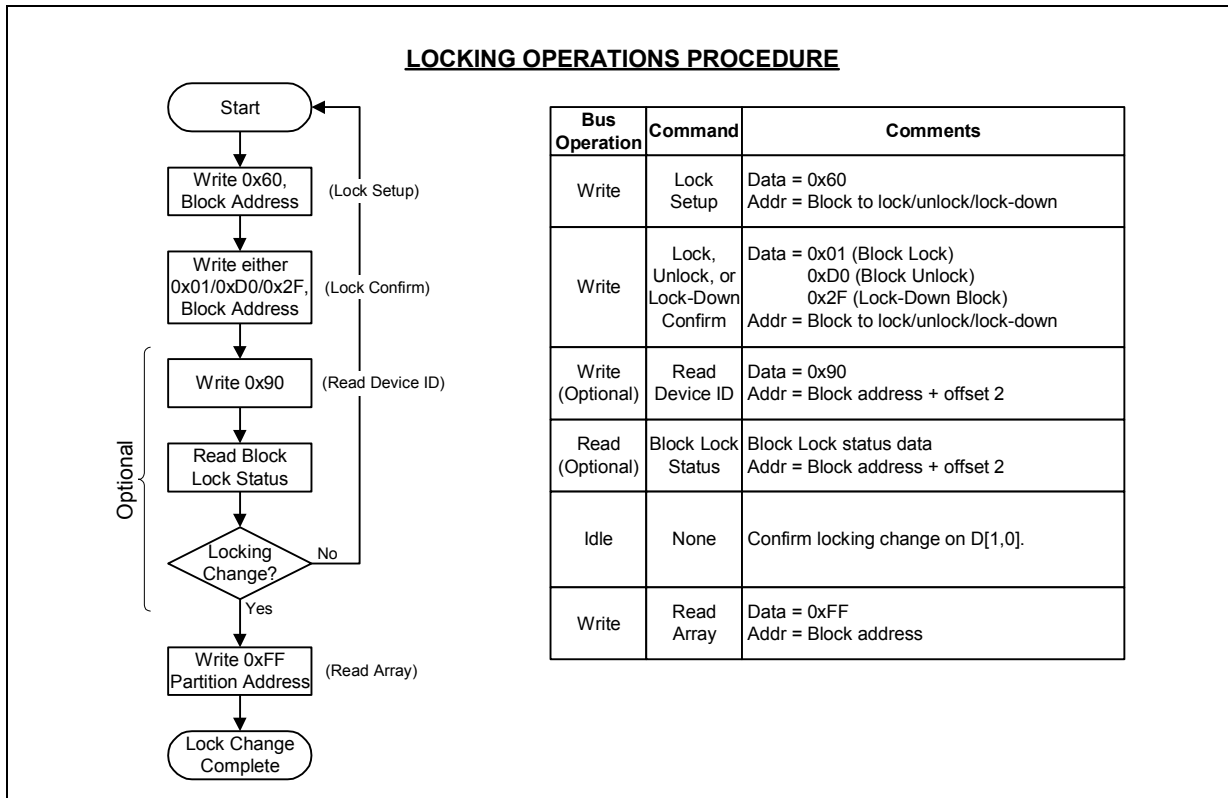 LOCKING OPERATIONS PROCEDURE
Start
Write 0x60,
Block Address
(Lock Setup)
Write either
0x01/0xD0/0x2F,
Block Address
(Lock Confirm)
Optional
Write 0x90
(Read Device ID)
Read Block
Lock Status
Locking
Change?
No
Yes
Write 0xFF
Partition Address
(Read Array)
Lock Change
Complete
Bus
Operation
Command
Comments
Write
Lock
Setup
Data = 0x60
Addr = Block to lock/unlock/lock-down
Write
Lock,
Unlock, or
Lock-Down
Confirm
Data = 0x01 (Block Lock)
0xD0 (Block Unlock)
0x2F (Lock-Down Block)
Addr = Block to lock/unlock/lock-down
Write
(Optional)
Read
Device ID
Data = 0x90
Addr = Block address + offset 2
Read
(Optional)
Block Lock
Status
Block Lock status data
Addr = Block address + offset 2
Idle
None
Confirm locking change on D[1,0].
Write
Read
Array
Data = 0xFF
Addr = Block address